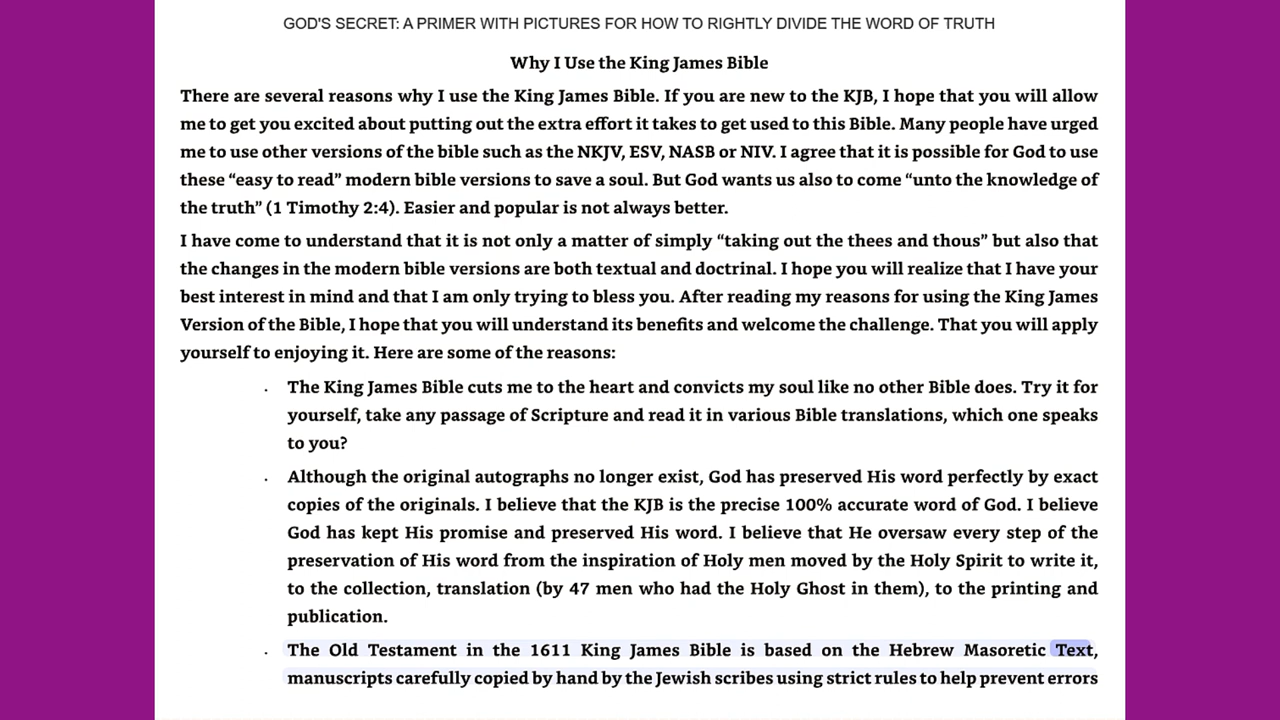 GOD'S SECRET: A PRIMER WITH PICTURES FOR HOW TO RIGHTLY DIVIDE THE WORD OF TRUTH
Why I Use the King James Bible
There are several reasons why I use the King James Bible. If you are new to the KJB, I hope that you will allow
me to get you excited about putting out the extra effort it takes to get used to this Bible. Many people have urged
me to use other versions of the bible such as the NKJV, ESV, NASB or NIV. I agree that it is possible for God to use
these “easy to read” modern bible versions to save a soul. But God wants us also to come “unto the knowledge of
the truth” (1 Timothy 2:4). Easier and popular is not always better.
I have come to understand that it is not only a matter of simply “taking out the thees and thous” but also that
the changes in the modern bible versions are both textual and doctrinal. I hope you will realize that I have your
best interest in mind and that I am only trying to bless you. After reading my reasons for using the King James
Version of the Bible, I hope that you will understand its benefits and welcome the challenge. That you will apply
yourself to enjoying it. Here are some of the reasons:
· The King James Bible cuts me to the heart and convicts my soul like no other Bible does. Try it for
yourself, take any passage of Scripture and read it in various Bible translations, which one speaks
to you?
· Although the original autographs no longer exist, God has preserved His word perfectly by exact
copies of the originals. I believe that the KJB is the precise 100% accurate word of God. I believe
God has kept His promise and preserved His word. I believe that He oversaw every step of the
preservation of His word from the inspiration of Holy men moved by the Holy Spirit to write it,
to the collection, translation (by 47 men who had the Holy Ghost in them), to the printing and
publication.
· The Old Testament in the 1611 King James Bible is based on the Hebrew Masoretic Text,
manuscripts carefully copied by hand by the Jewish scribes using strict rules to help prevent errors